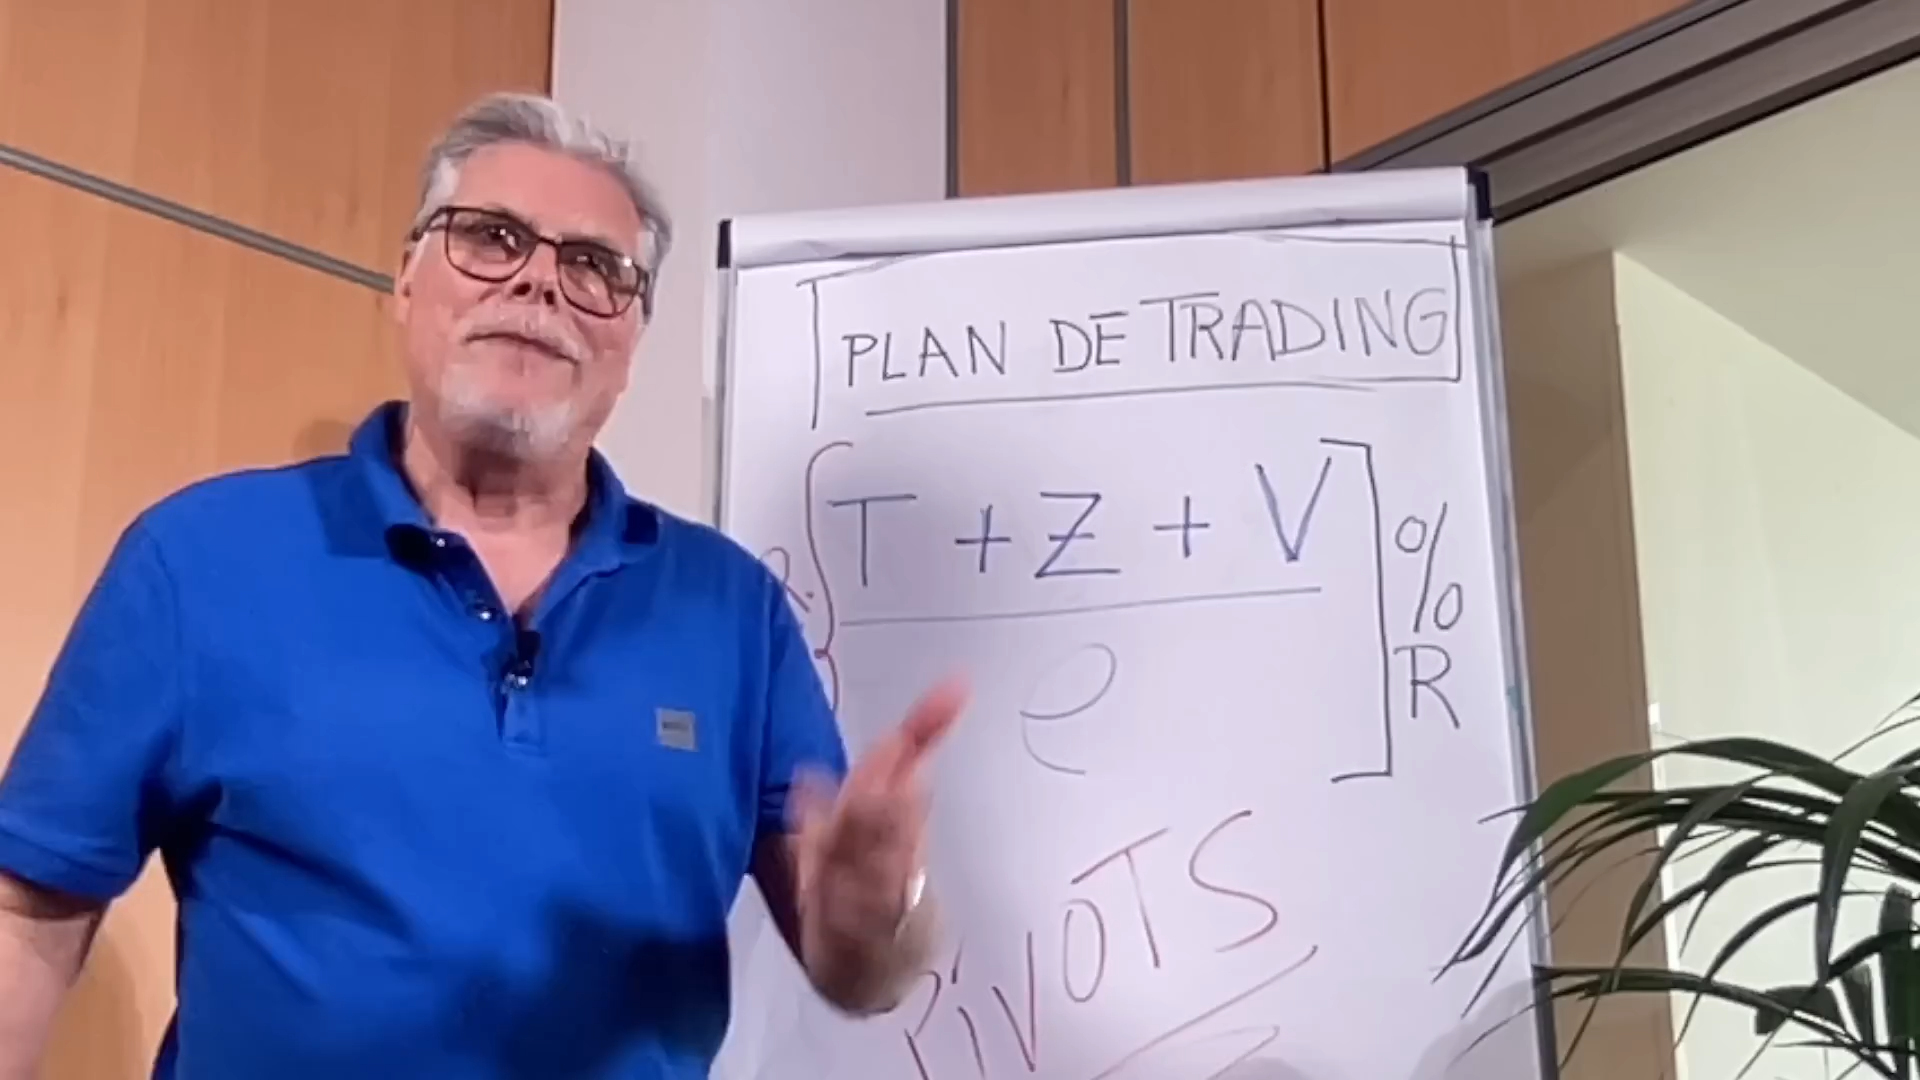 PLAN DE TRADING
T + Z + V
% R
e
PiVOTS